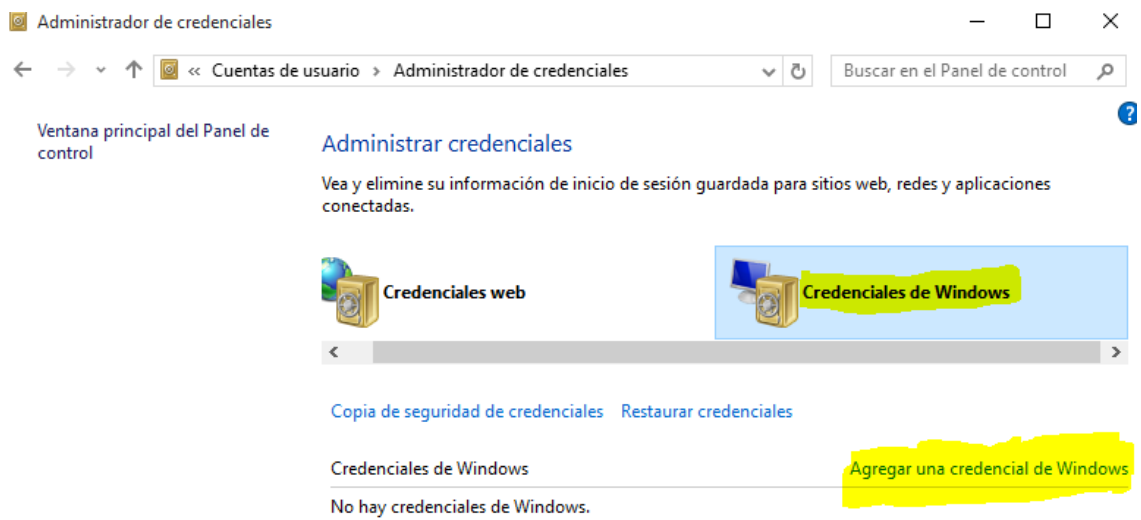 Administrador de credenciales
« Cuentas de usuario > Administrador de credenciales
Buscar en el Panel de control
?
Ventana principal del Panel de
control
Administrar credenciales
Vea y elimine su información de inicio de sesión guardada para sitios web, redes y aplicaciones
conectadas.
Credenciales web
Credenciales de Windows
Copia de seguridad de credenciales
Restaurar credenciales
Credenciales de Windows
Agregar una credencial de Windows
No hay credenciales de Windows.